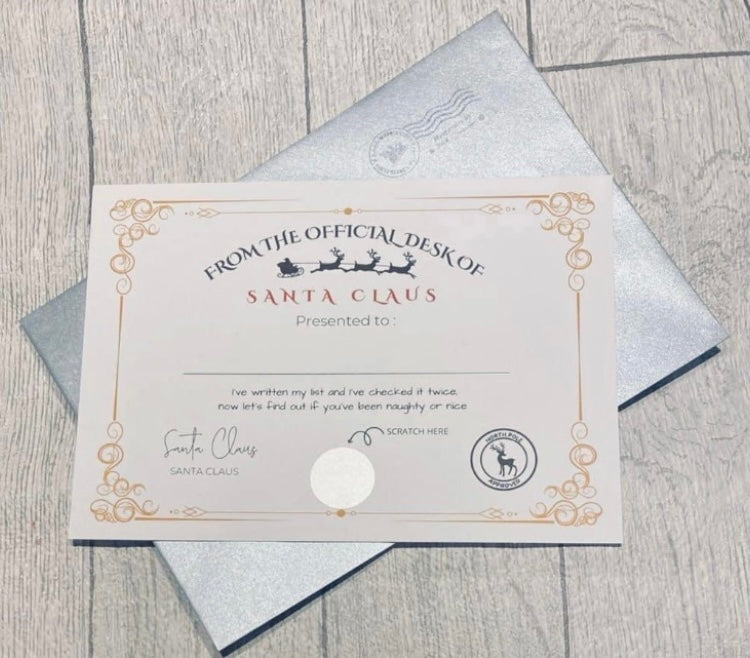 FROM THE OFFICIAL DESK OF
SANTA CLAUS
Presented to :
I've written my list and I've checked it twice,
now let's find out if you've been naughty or nice
SCRATCH HERE
Santa Claus
SANTA CLAUS
NORTH POLE
APPROVED